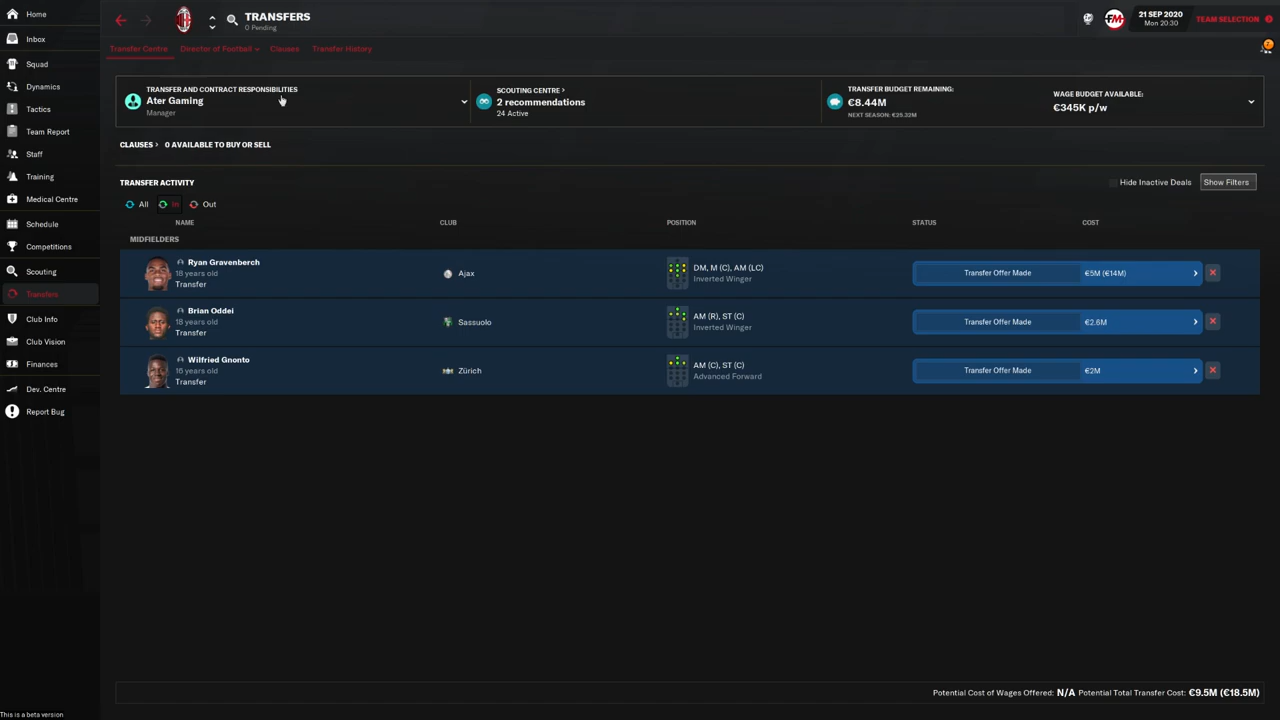 Home
Inbox
Squad
Dynamics
Tactics
Team Report
Staff
Training
Medical Centre
Schedule
Competitions
Scouting
Transfers
Club Info
Club Vision
Finances
Dev. Centre
Report Bug
This is a beta version
TRANSFERS
0 Pending
FM
21 SEP 2020
Mon 20:30
TEAM SELECTION
Transfer Centre
Director of Football
Clauses
Transfer History
TRANSFER AND CONTRACT RESPONSIBILITIES
Ater Gaming
Manager
SCOUTING CENTRE >
2 recommendations
24 Active
TRANSFER BUDGET REMAINING:
€8.44M
NEXT SEASON: €25.32M
WAGE BUDGET AVAILABLE:
€345K p/w
CLAUSES > 0 AVAILABLE TO BUY OR SELL
TRANSFER ACTIVITY
Hide Inactive Deals
Show Filters
All In Out
NAME CLUB POSITION STATUS COST
MIDFIELDERS
Ryan Gravenberch
18 years old
Transfer
Ajax
DM, M (C), AM (LC)
Inverted Winger
Transfer Offer Made
€5M (€14M)
Brian Oddei
18 years old
Transfer
Sassuolo
AM (R), ST (C)
Inverted Winger
Transfer Offer Made
€2.6M
Wilfried Gnonto
16 years old
Transfer
Zürich
AM (C), ST (C)
Advanced Forward
Transfer Offer Made
€2M
Potential Cost of Wages Offered: N/A Potential Total Transfer Cost: €9.5M (€18.5M)